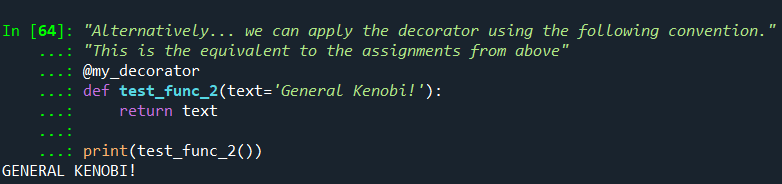 In [64]: "Alternatively... we can apply the decorator using the following convention."
    ...: "This is the equivalent to the assignments from above"
    ...: @my_decorator
    ...: def test_func_2(text='General Kenobi!'):
    ...:     return text
    ...:
    ...: print(test_func_2())
GENERAL KENOBI!